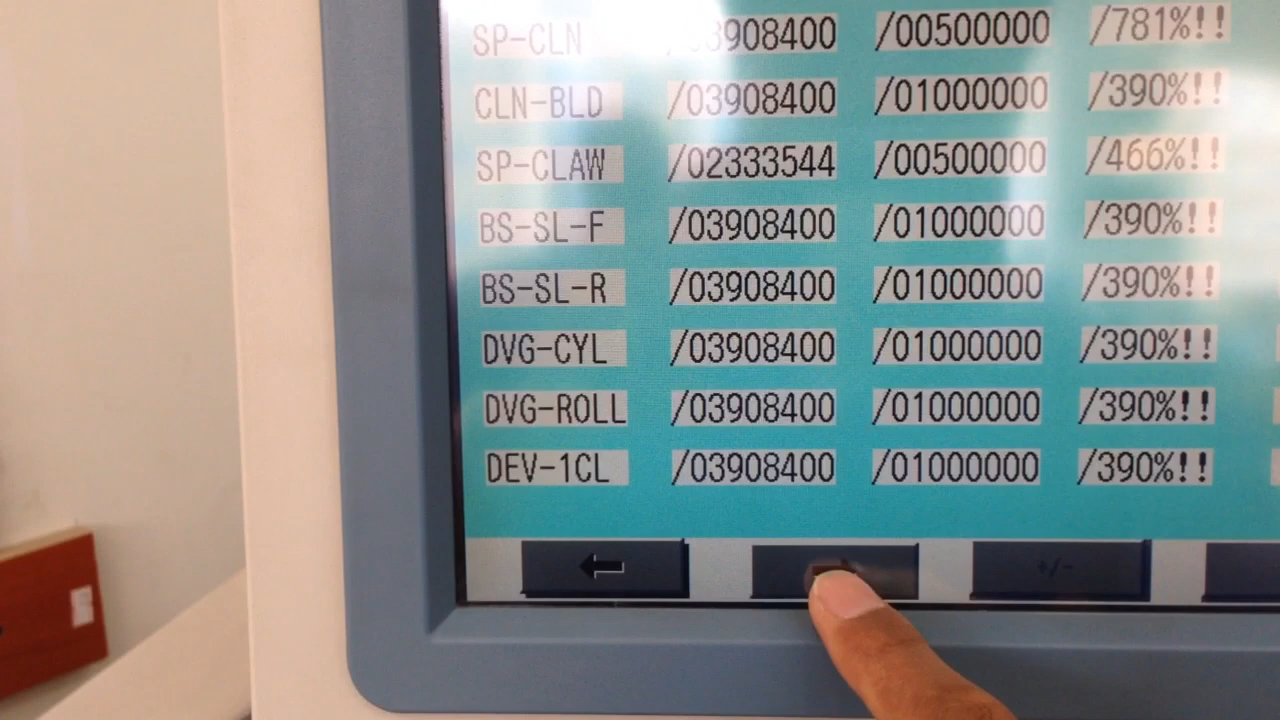 SP-CLN /03908400 /00500000 /781%!!
CLN-BLD /03908400 /01000000 /390%!!
SP-CLAW /02333544 /00500000 /466%!!
BS-SL-F /03908400 /01000000 /390%!!
BS-SL-R /03908400 /01000000 /390%!!
DVG-CYL /03908400 /01000000 /390%!!
DVG-ROLL /03908400 /01000000 /390%!!
DEV-1CL /03908400 /01000000 /390%!!
+/-